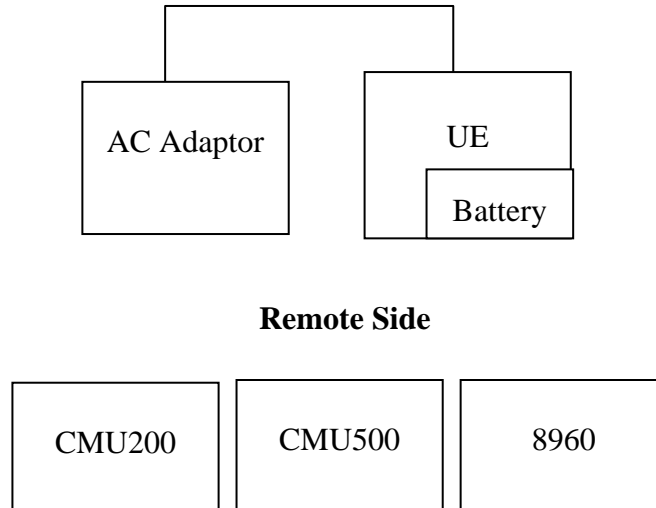 AC Adaptor
UE
Battery
Remote Side
CMU200
CMU500
8960